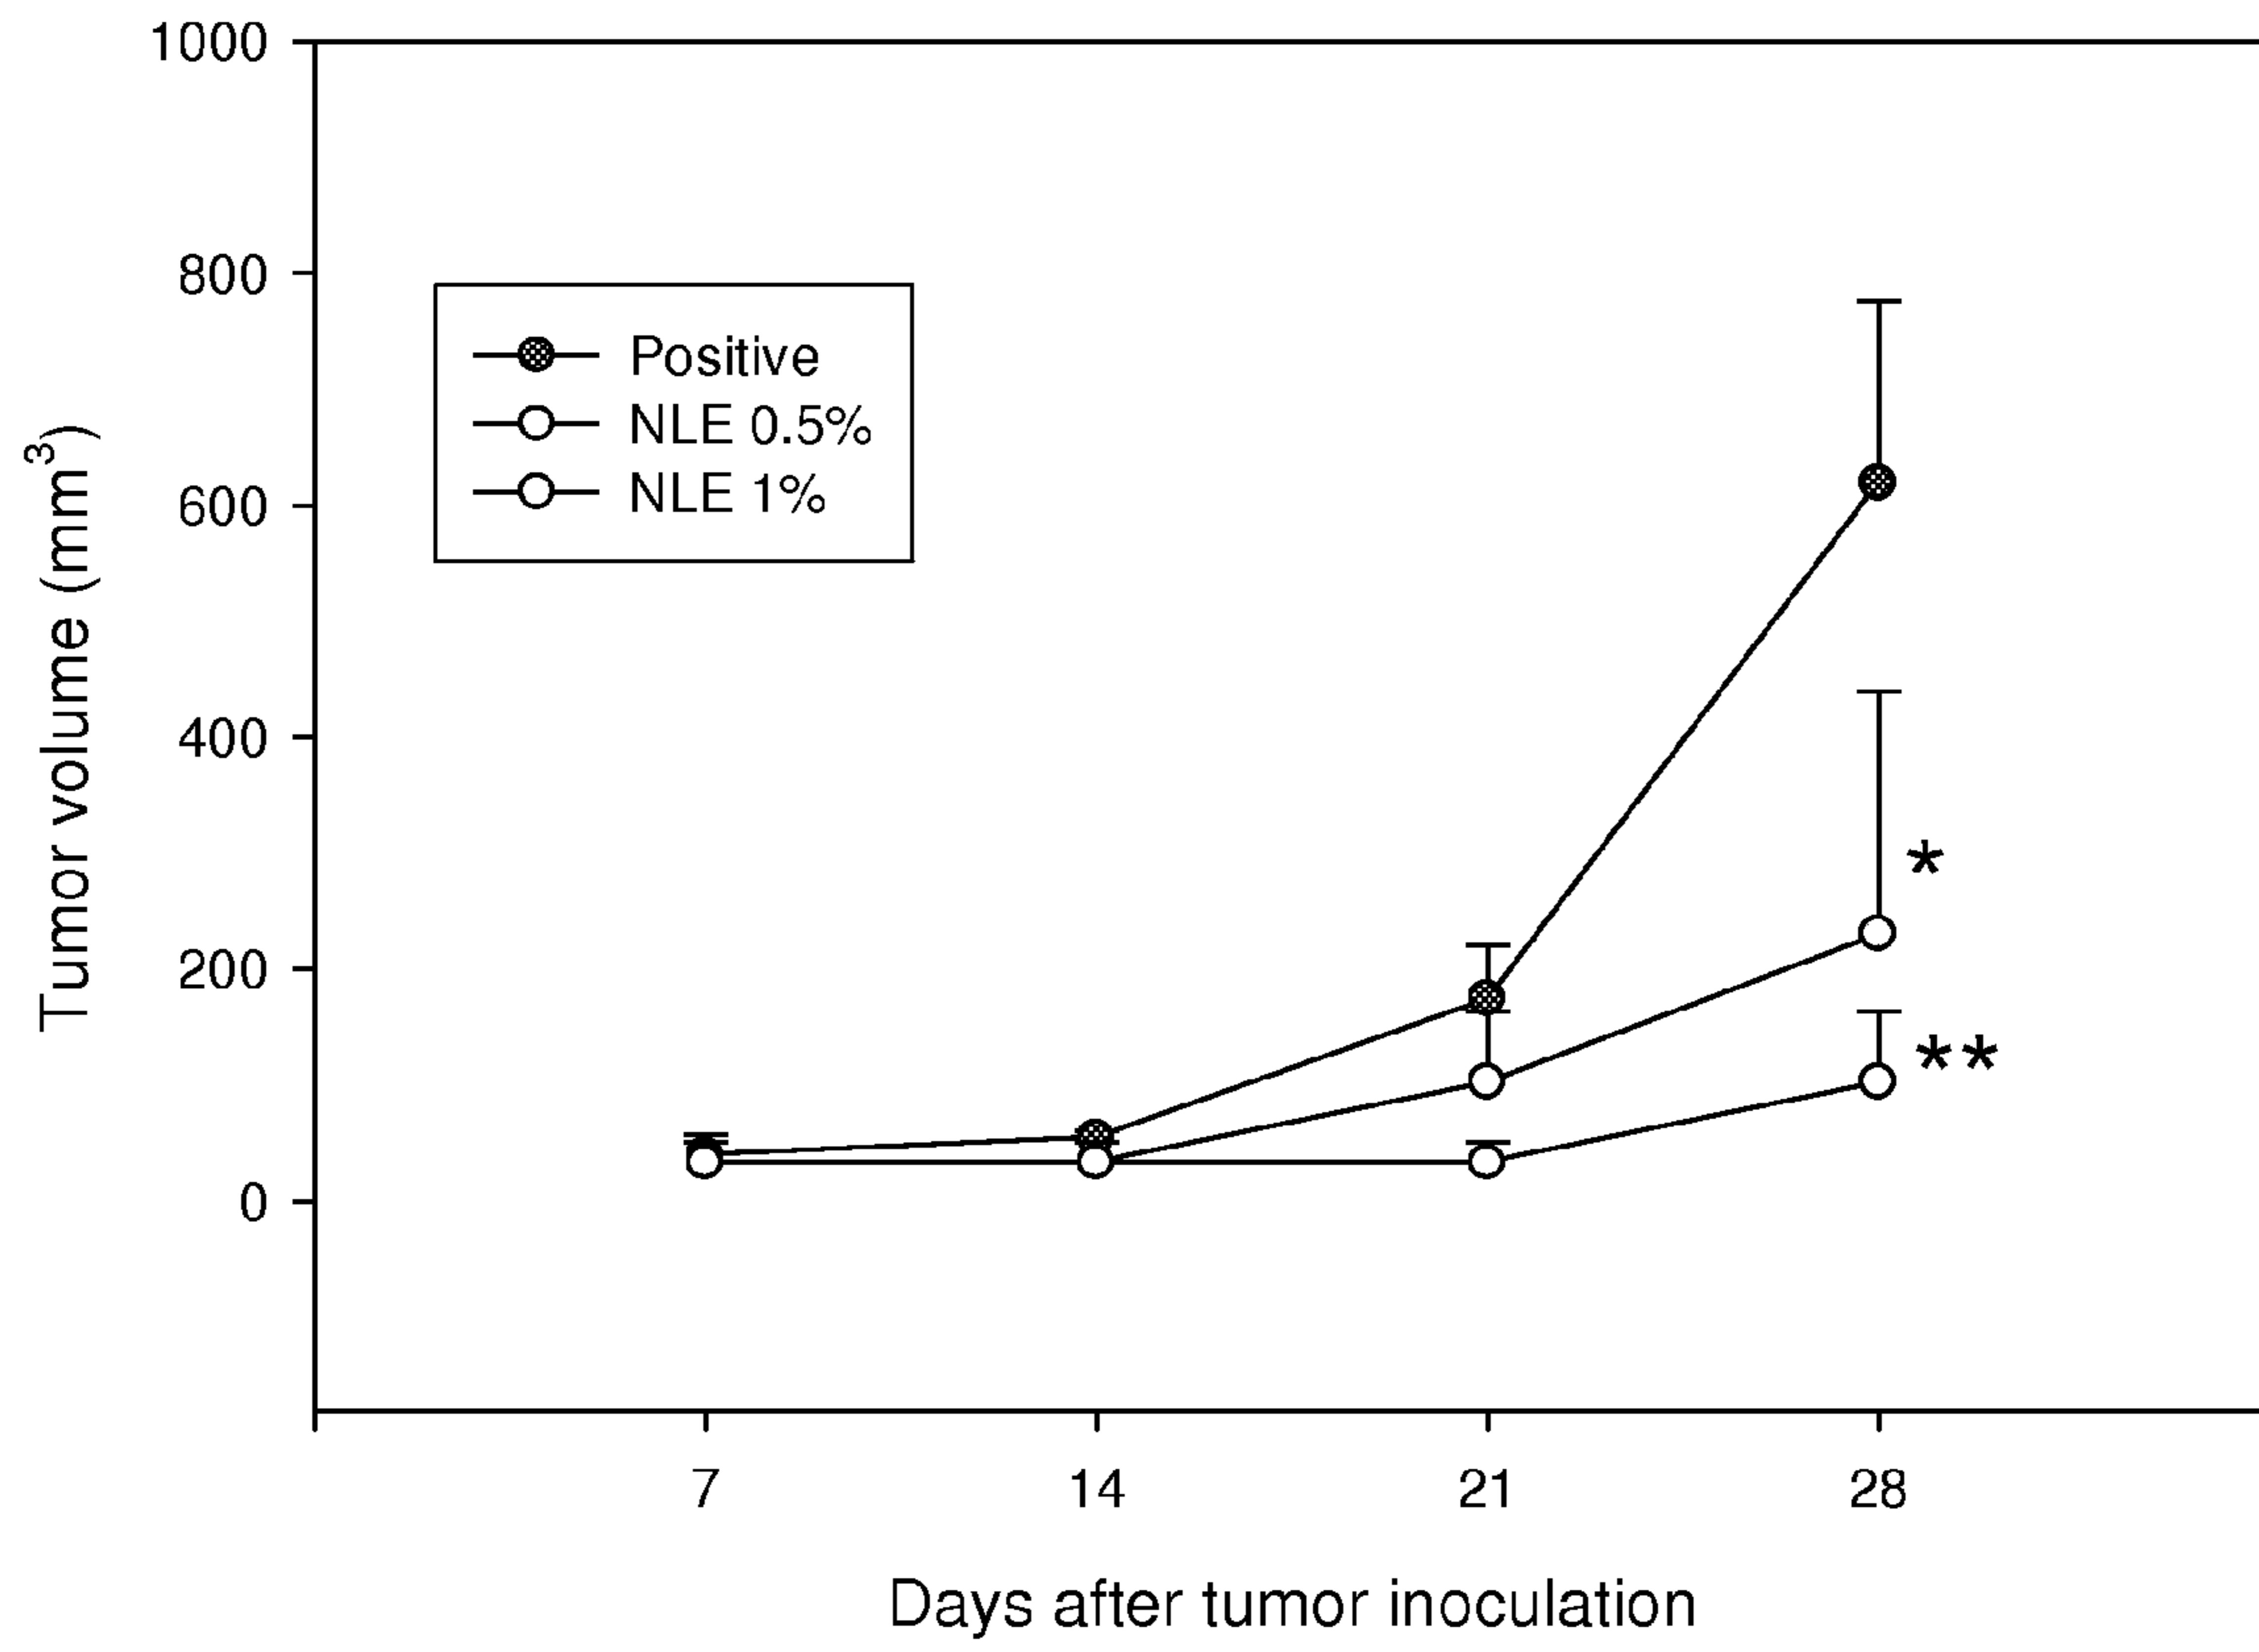 1000
800
600
400
200
0
Tumor volume (mm³)
Positive
NLE 0.5%
NLE 1%
*
**
7 14 21 28
Days after tumor inoculation